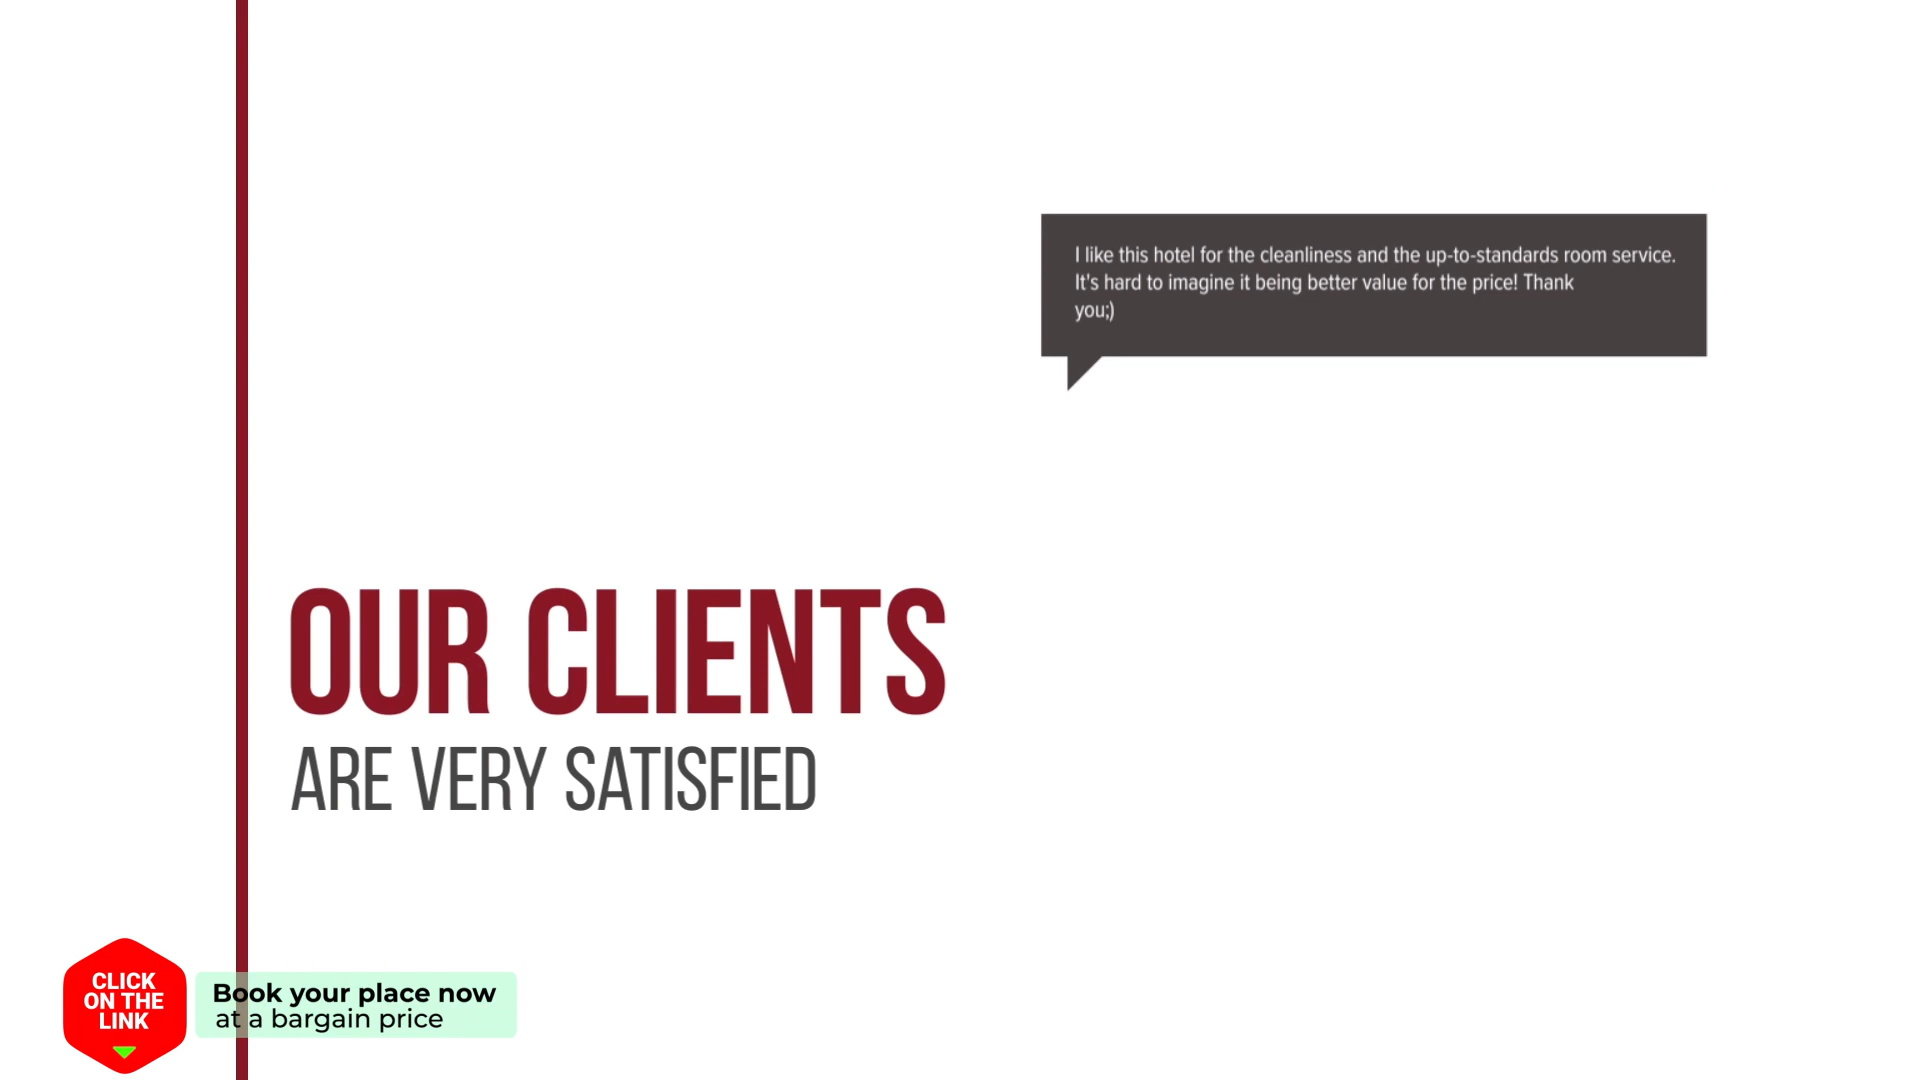 I like this hotel for the cleanliness and the up-to-standards room service.
It's hard to imagine it being better value for the price! Thank
you;)
OUR CLIENTS
ARE VERY SATISFIED
CLICK
ON THE
LINK
Book your place now
at a bargain price